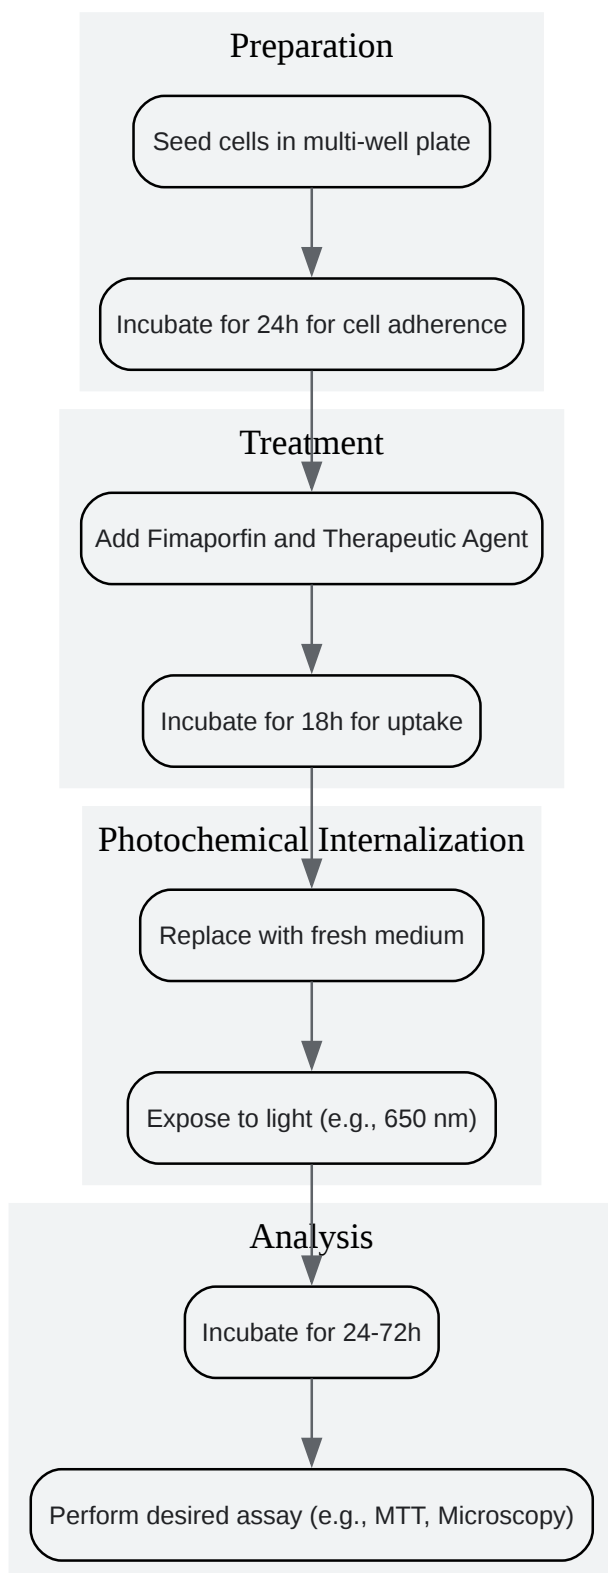 Preparation
Seed cells in multi-well plate
Incubate for 24h for cell adherence
Treatment
Add Fimaporfin and Therapeutic Agent
Incubate for 18h for uptake
Photochemical Internalization
Replace with fresh medium
Expose to light (e.g., 650 nm)
Analysis
Incubate for 24-72h
Perform desired assay (e.g., MTT, Microscopy)